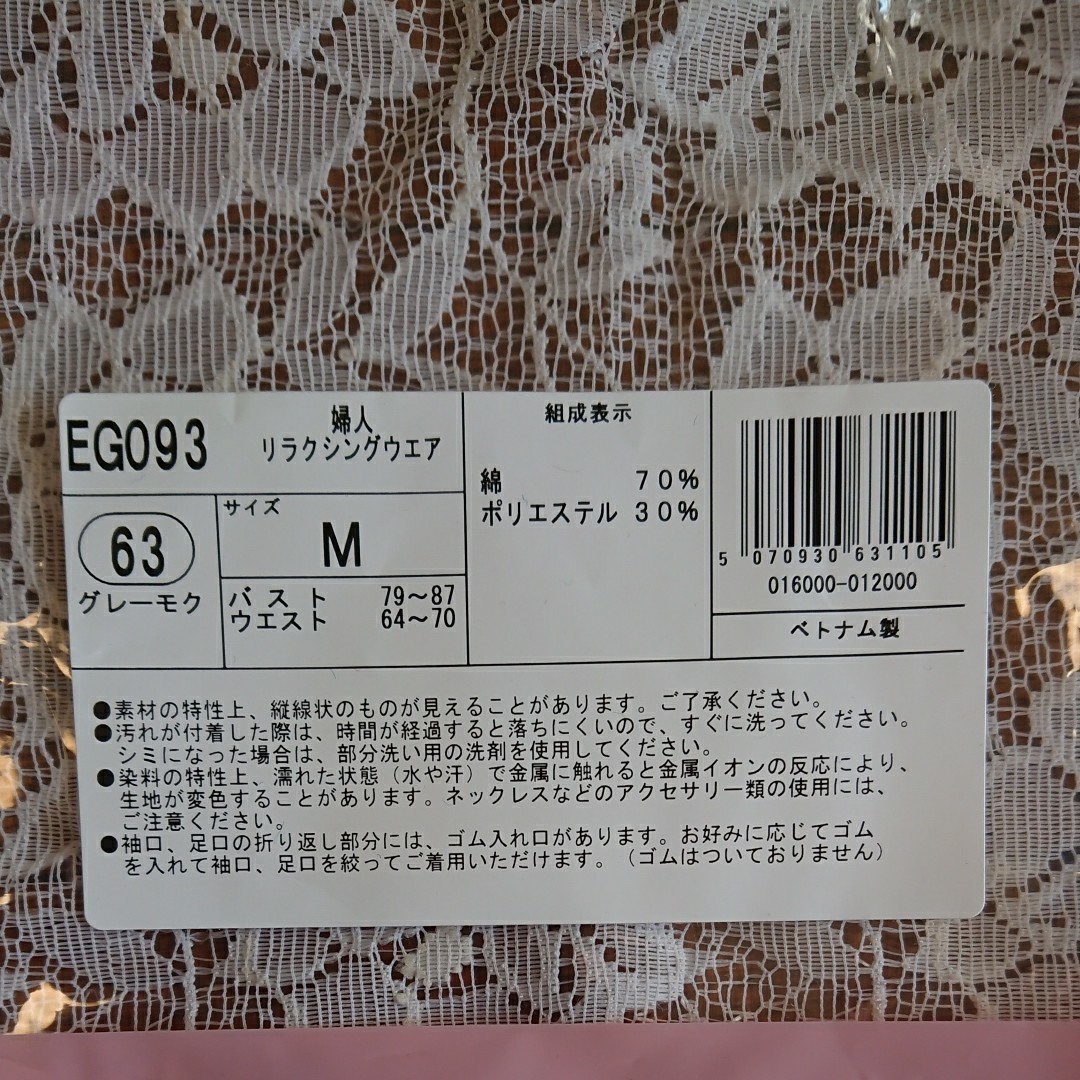 EG093
婦人
リラクシングウエア
63
グレーモク
サイズ
M
バスト 79～87
ウエスト 64～70
組成表示
綿 70%
ポリエステル 30%
5 070930 631105
016000-012000
ベトナム製
●素材の特性上、縦線状のものが見えることがあります。ご了承ください。
●汚れが付着した際は、時間が経過すると落ちにくいので、すぐに洗ってください。
シミになった場合は、部分洗い用の洗剤を使用してください。
●染料の特性上、濡れた状態（水や汗）で金属に触れると金属イオンの反応により、
生地が変色することがあります。ネックレスなどのアクセサリー類の使用には、
ご注意ください。
●袖口、足口の折り返し部分には、ゴム入れ口があります。お好みに応じてゴム
を入れて袖口、足口を絞ってご着用いただけます。（ゴムはついておりません）